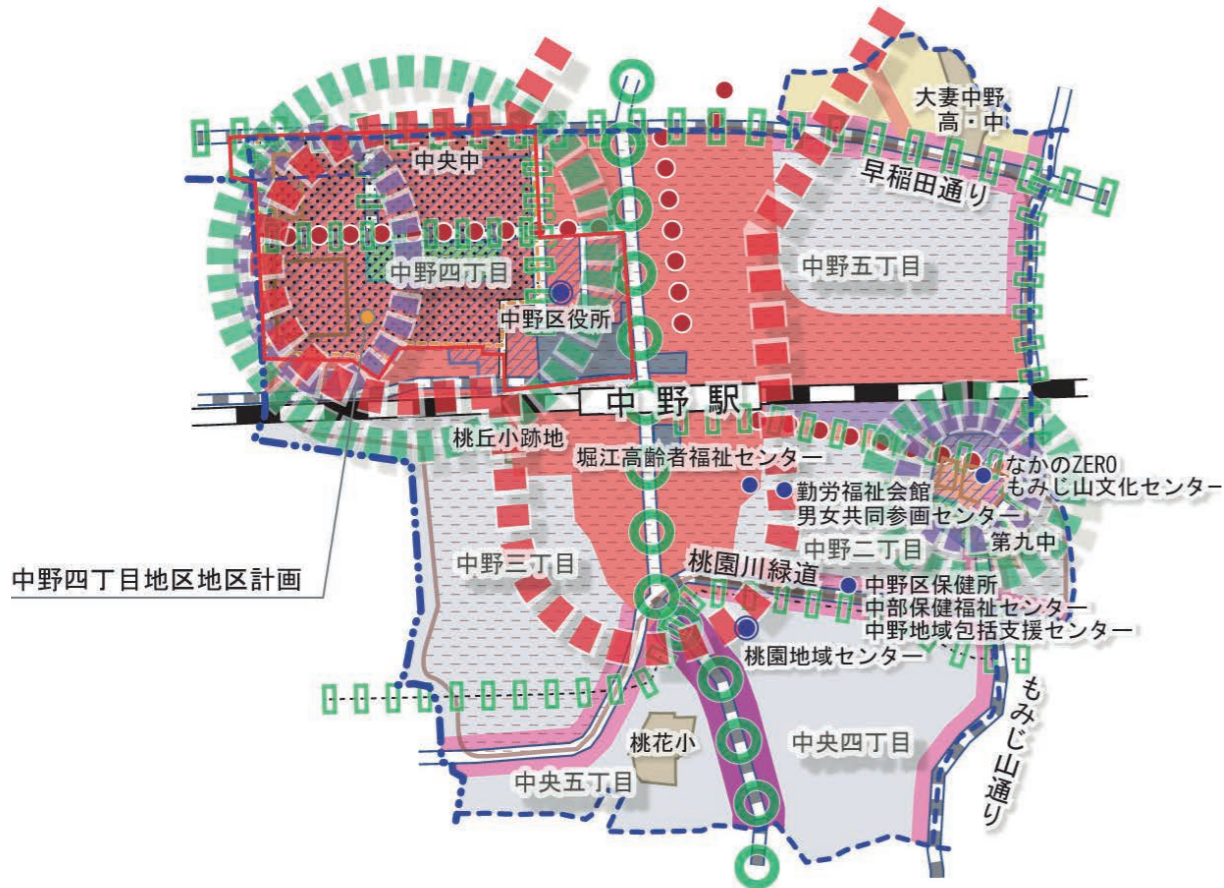 大妻中野
高・中
早稲田通り
中央中
中野四丁目
中野五丁目
中野区役所
中野駅
桃丘小跡地
堀江高齢者福祉センター
なかのZERO
もみじ山文化センター
勤労福祉会館
男女共同参画センター
第九中
中野二丁目
中野三丁目
桃園川緑道
中野四丁目地区地区計画
中野区保健所
中部保健福祉センター
中野地域包括支援センター
桃園地域センター
もみじ山通り
桃花小
中央四丁目
中央五丁目